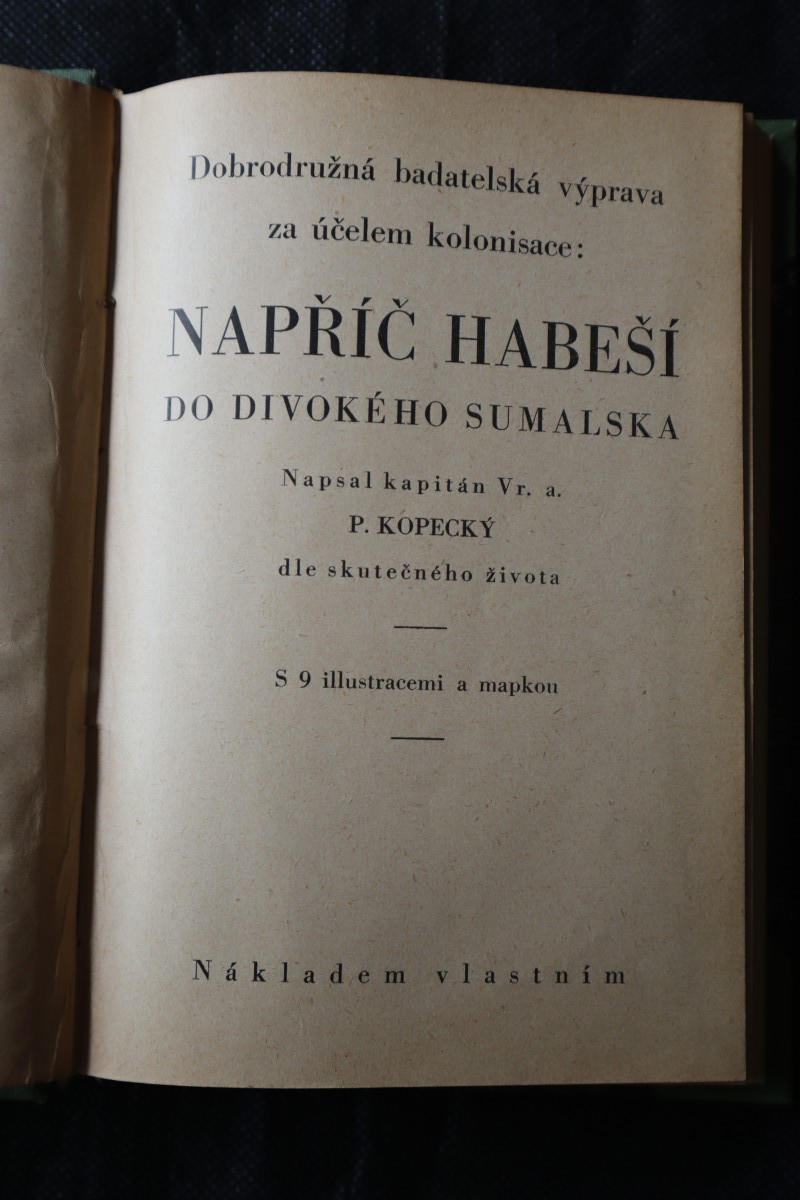 Dobrodružná badatelská výprava
za účelem kolonisace:
NAPŘÍČ HABEŠÍ
DO DIVOKÉHO SUMALSKA
Napsal kapitán Vr. a.
P. KOPECKÝ
dle skutečného života
S 9 illustracemi a mapkou
Nákladem vlastním